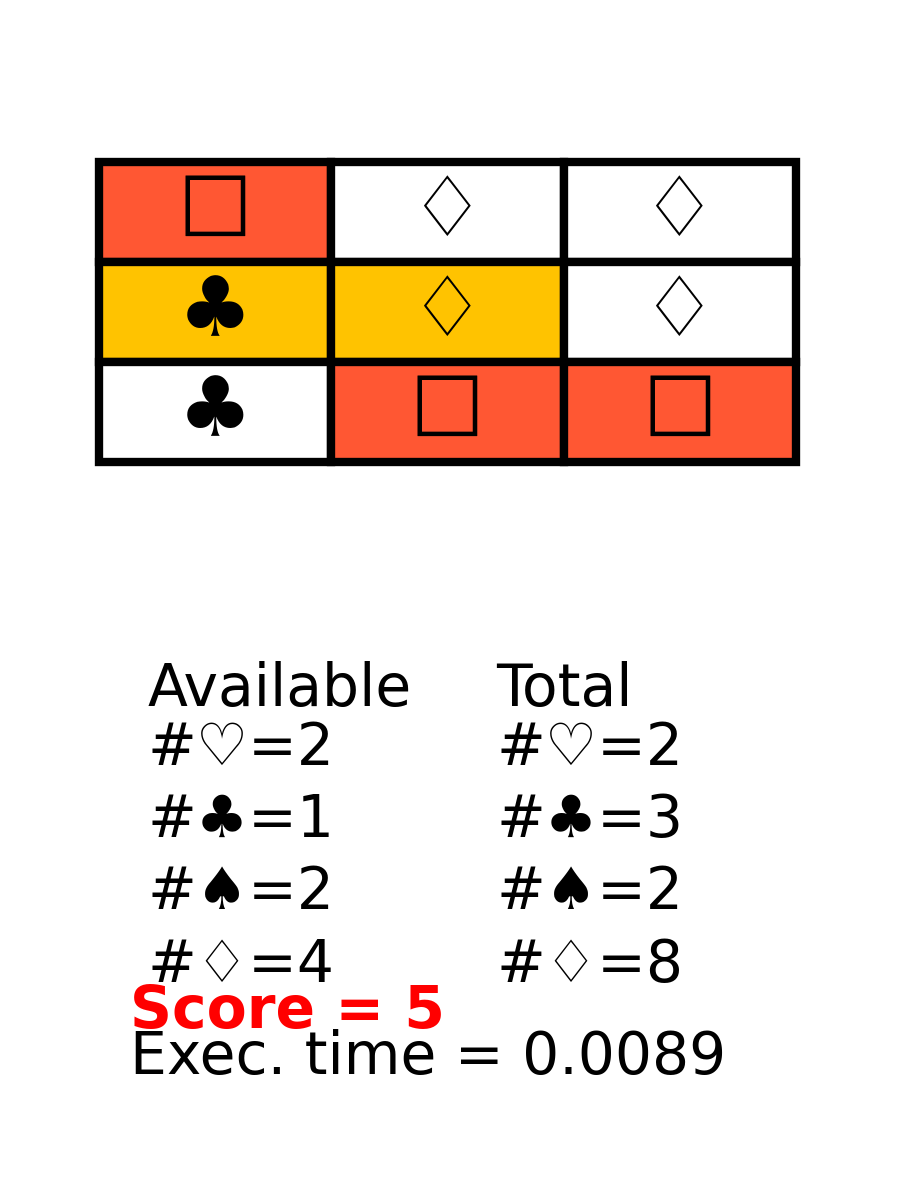 □ ♢ ♢
♣ ♢ ♢
♣ □ □
Available Total
#♡=2 #♡=2
#♣=1 #♣=3
#♠=2 #♠=2
#♢=4 #♢=8
Score = 5
Exec. time = 0.0089